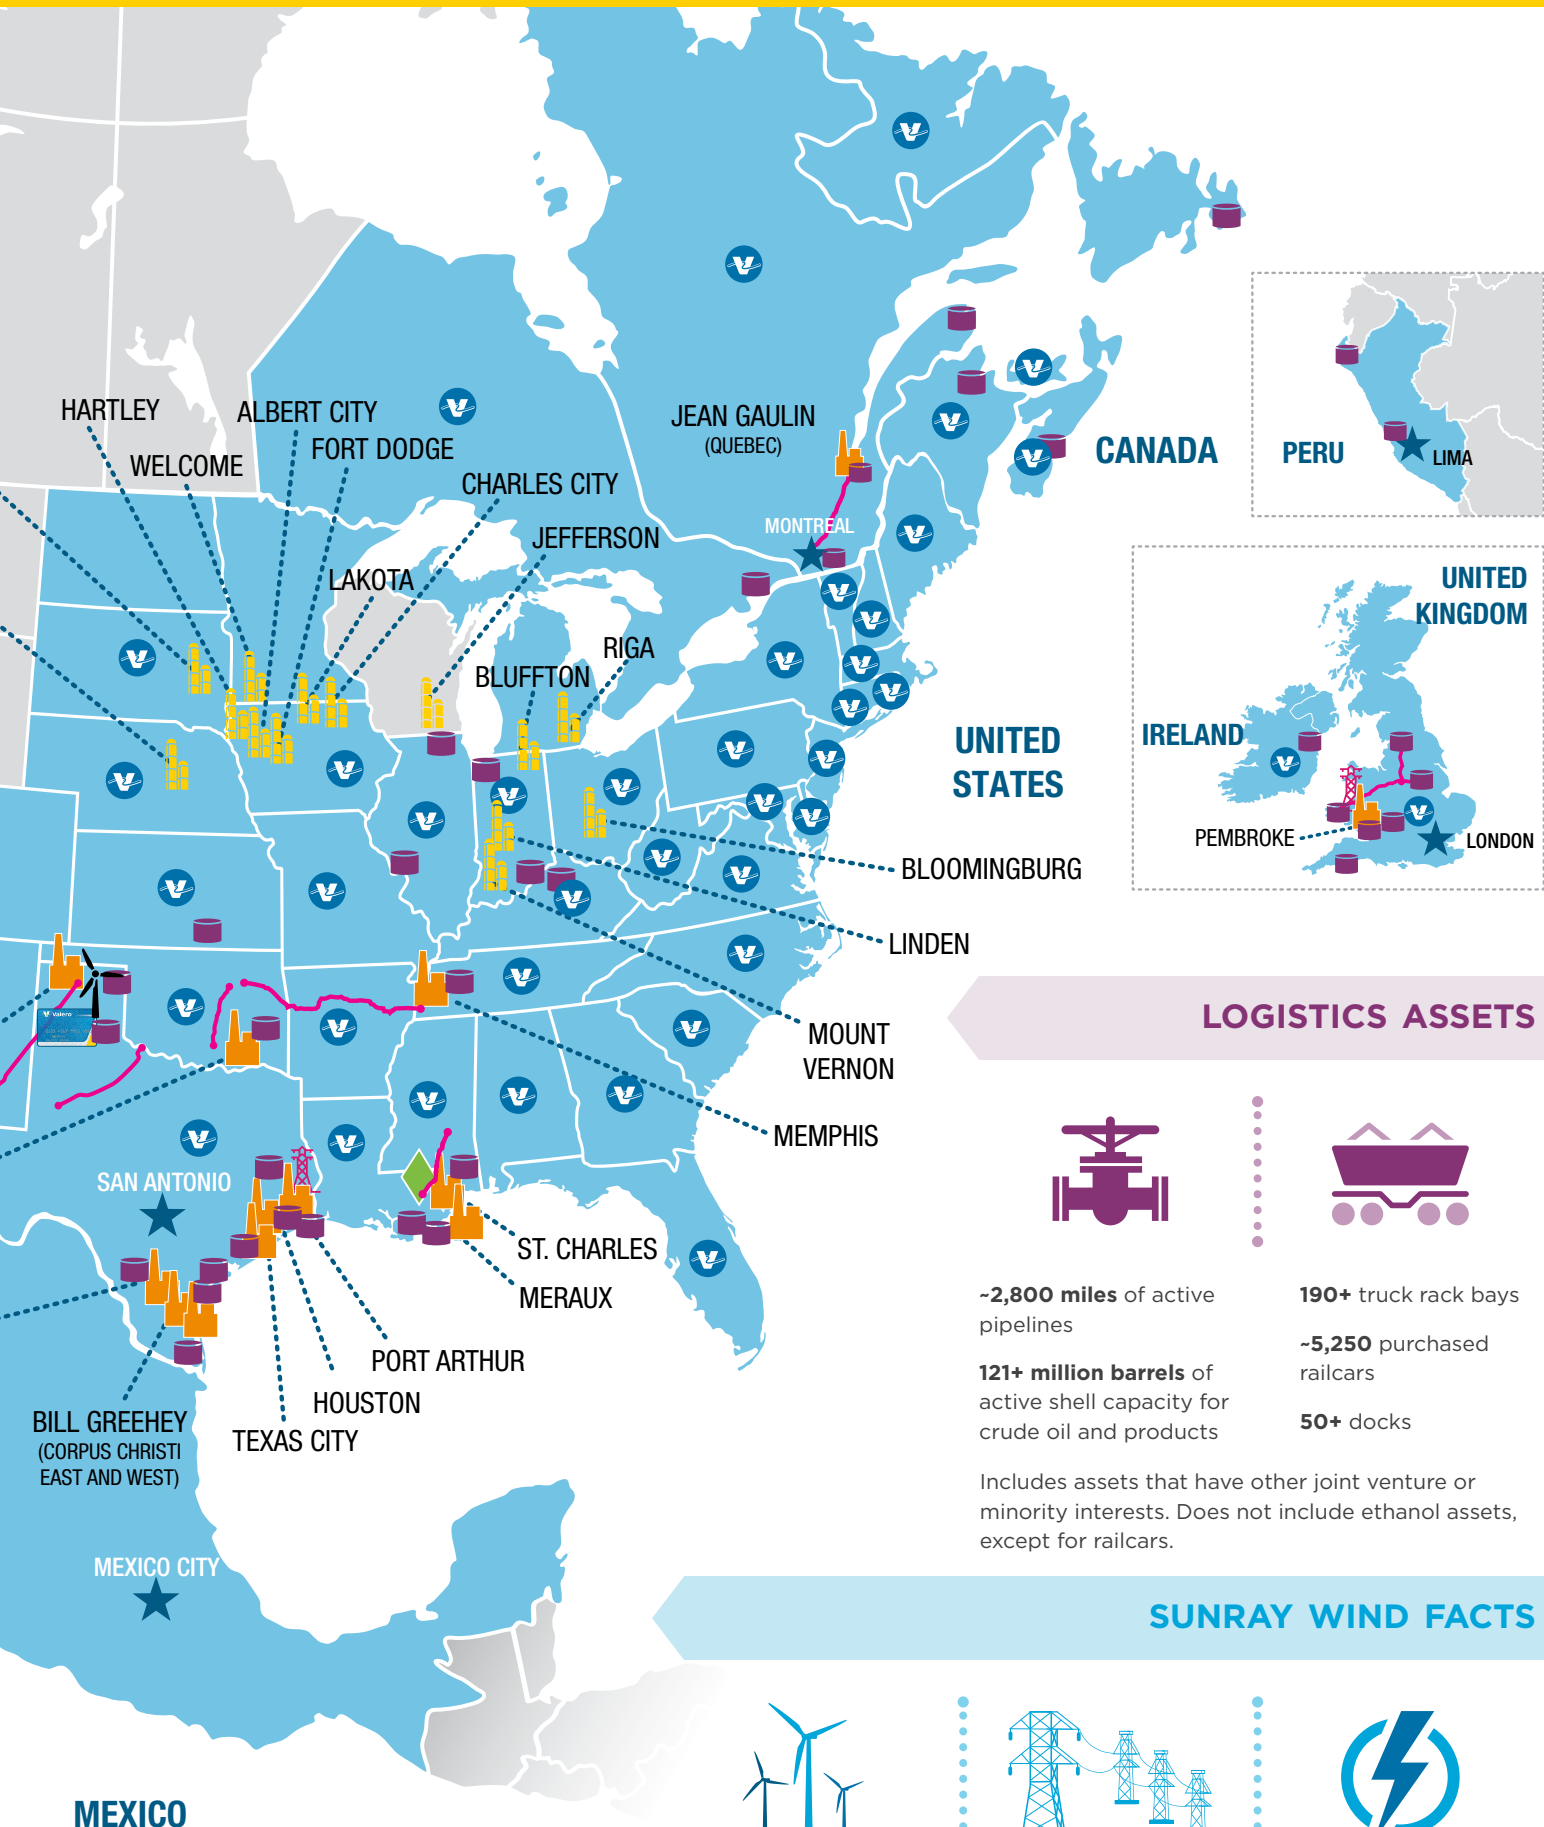 HARTLEY
ALBERT CITY
WELCOME
FORT DODGE
CHARLES CITY
JEFFERSON
LAKOTA
RIGA
BLUFFTON
JEAN GAULIN
(QUEBEC)
MONTREAL
CANADA
PERU
LIMA
UNITED
KINGDOM
IRELAND
PEMBROKE
LONDON
UNITED
STATES
BLOOMINGBURG
LINDEN
MOUNT
VERNON
MEMPHIS
Valero
SAN ANTONIO
ST. CHARLES
MERAUX
PORT ARTHUR
HOUSTON
TEXAS CITY
BILL GREEHEY
(CORPUS CHRISTI
EAST AND WEST)
MEXICO CITY
MEXICO
LOGISTICS ASSETS
~2,800 miles of active
pipelines
121+ million barrels of
active shell capacity for
crude oil and products
190+ truck rack bays
~5,250 purchased
railcars
50+ docks
Includes assets that have other joint venture or
minority interests. Does not include ethanol assets,
except for railcars.
SUNRAY WIND FACTS